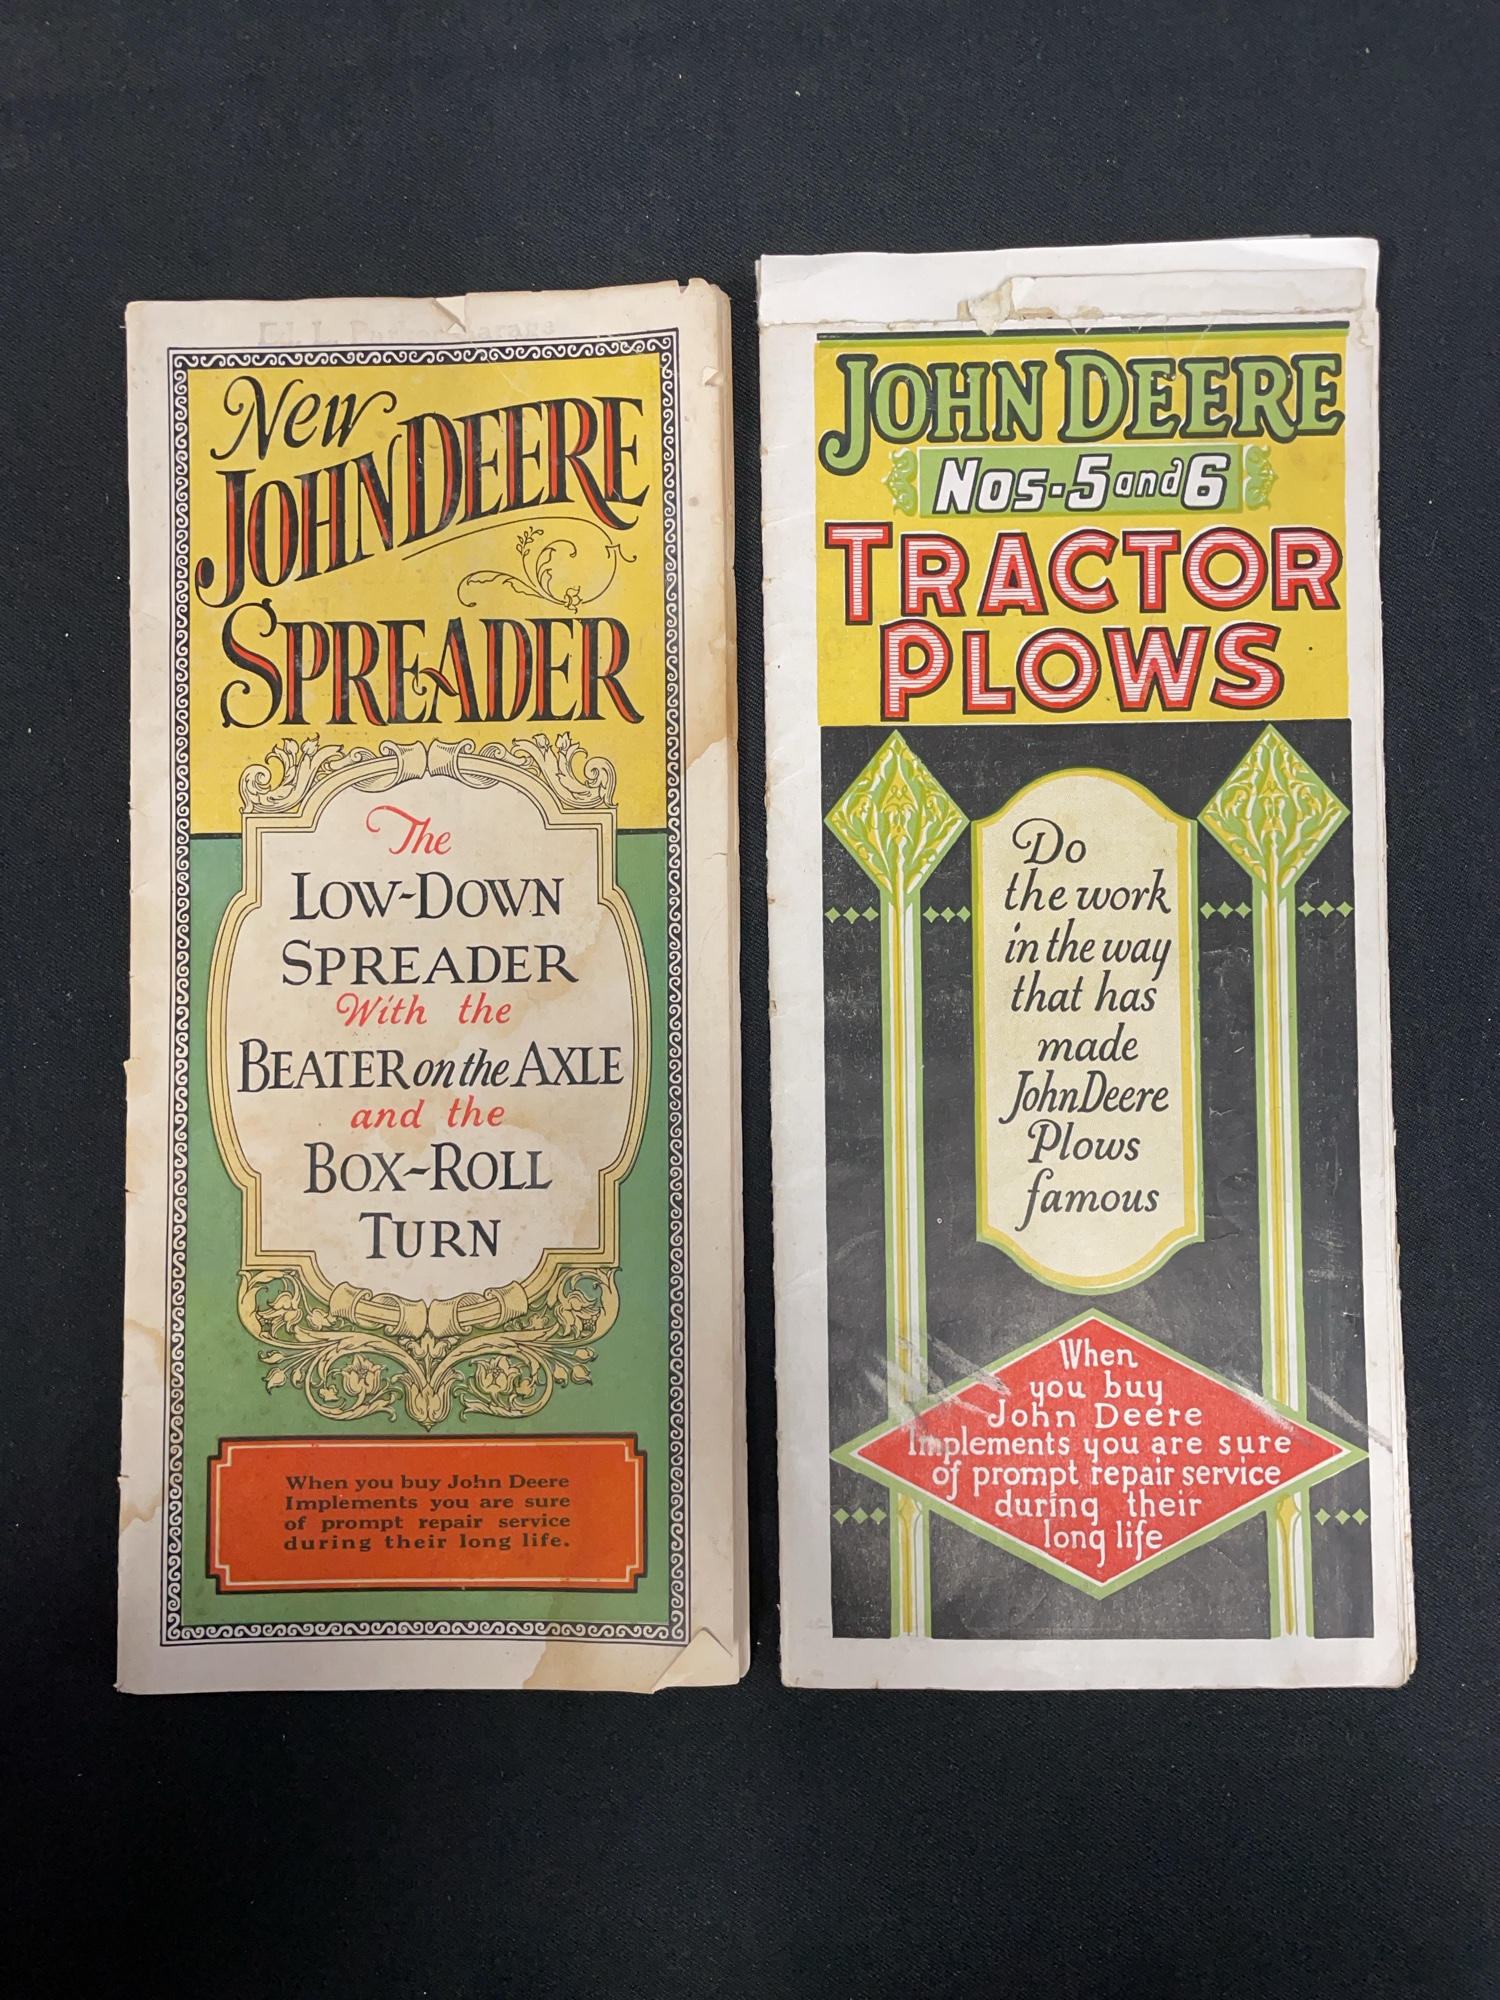 New
JOHN DEERE
SPREADER
The
LOW-DOWN
SPREADER
With the
BEATER on the AXLE
and the
BOX-ROLL
TURN
When you buy John Deere
Implements you are sure
of prompt repair service
during their long life.
JOHN DEERE
Nos. 5 and 6
TRACTOR
PLOWS
Do
the work
in the way
that has
made
John Deere
Plows
famous
When
you buy
John Deere
Implements you are sure
of prompt repair service
during their
long life